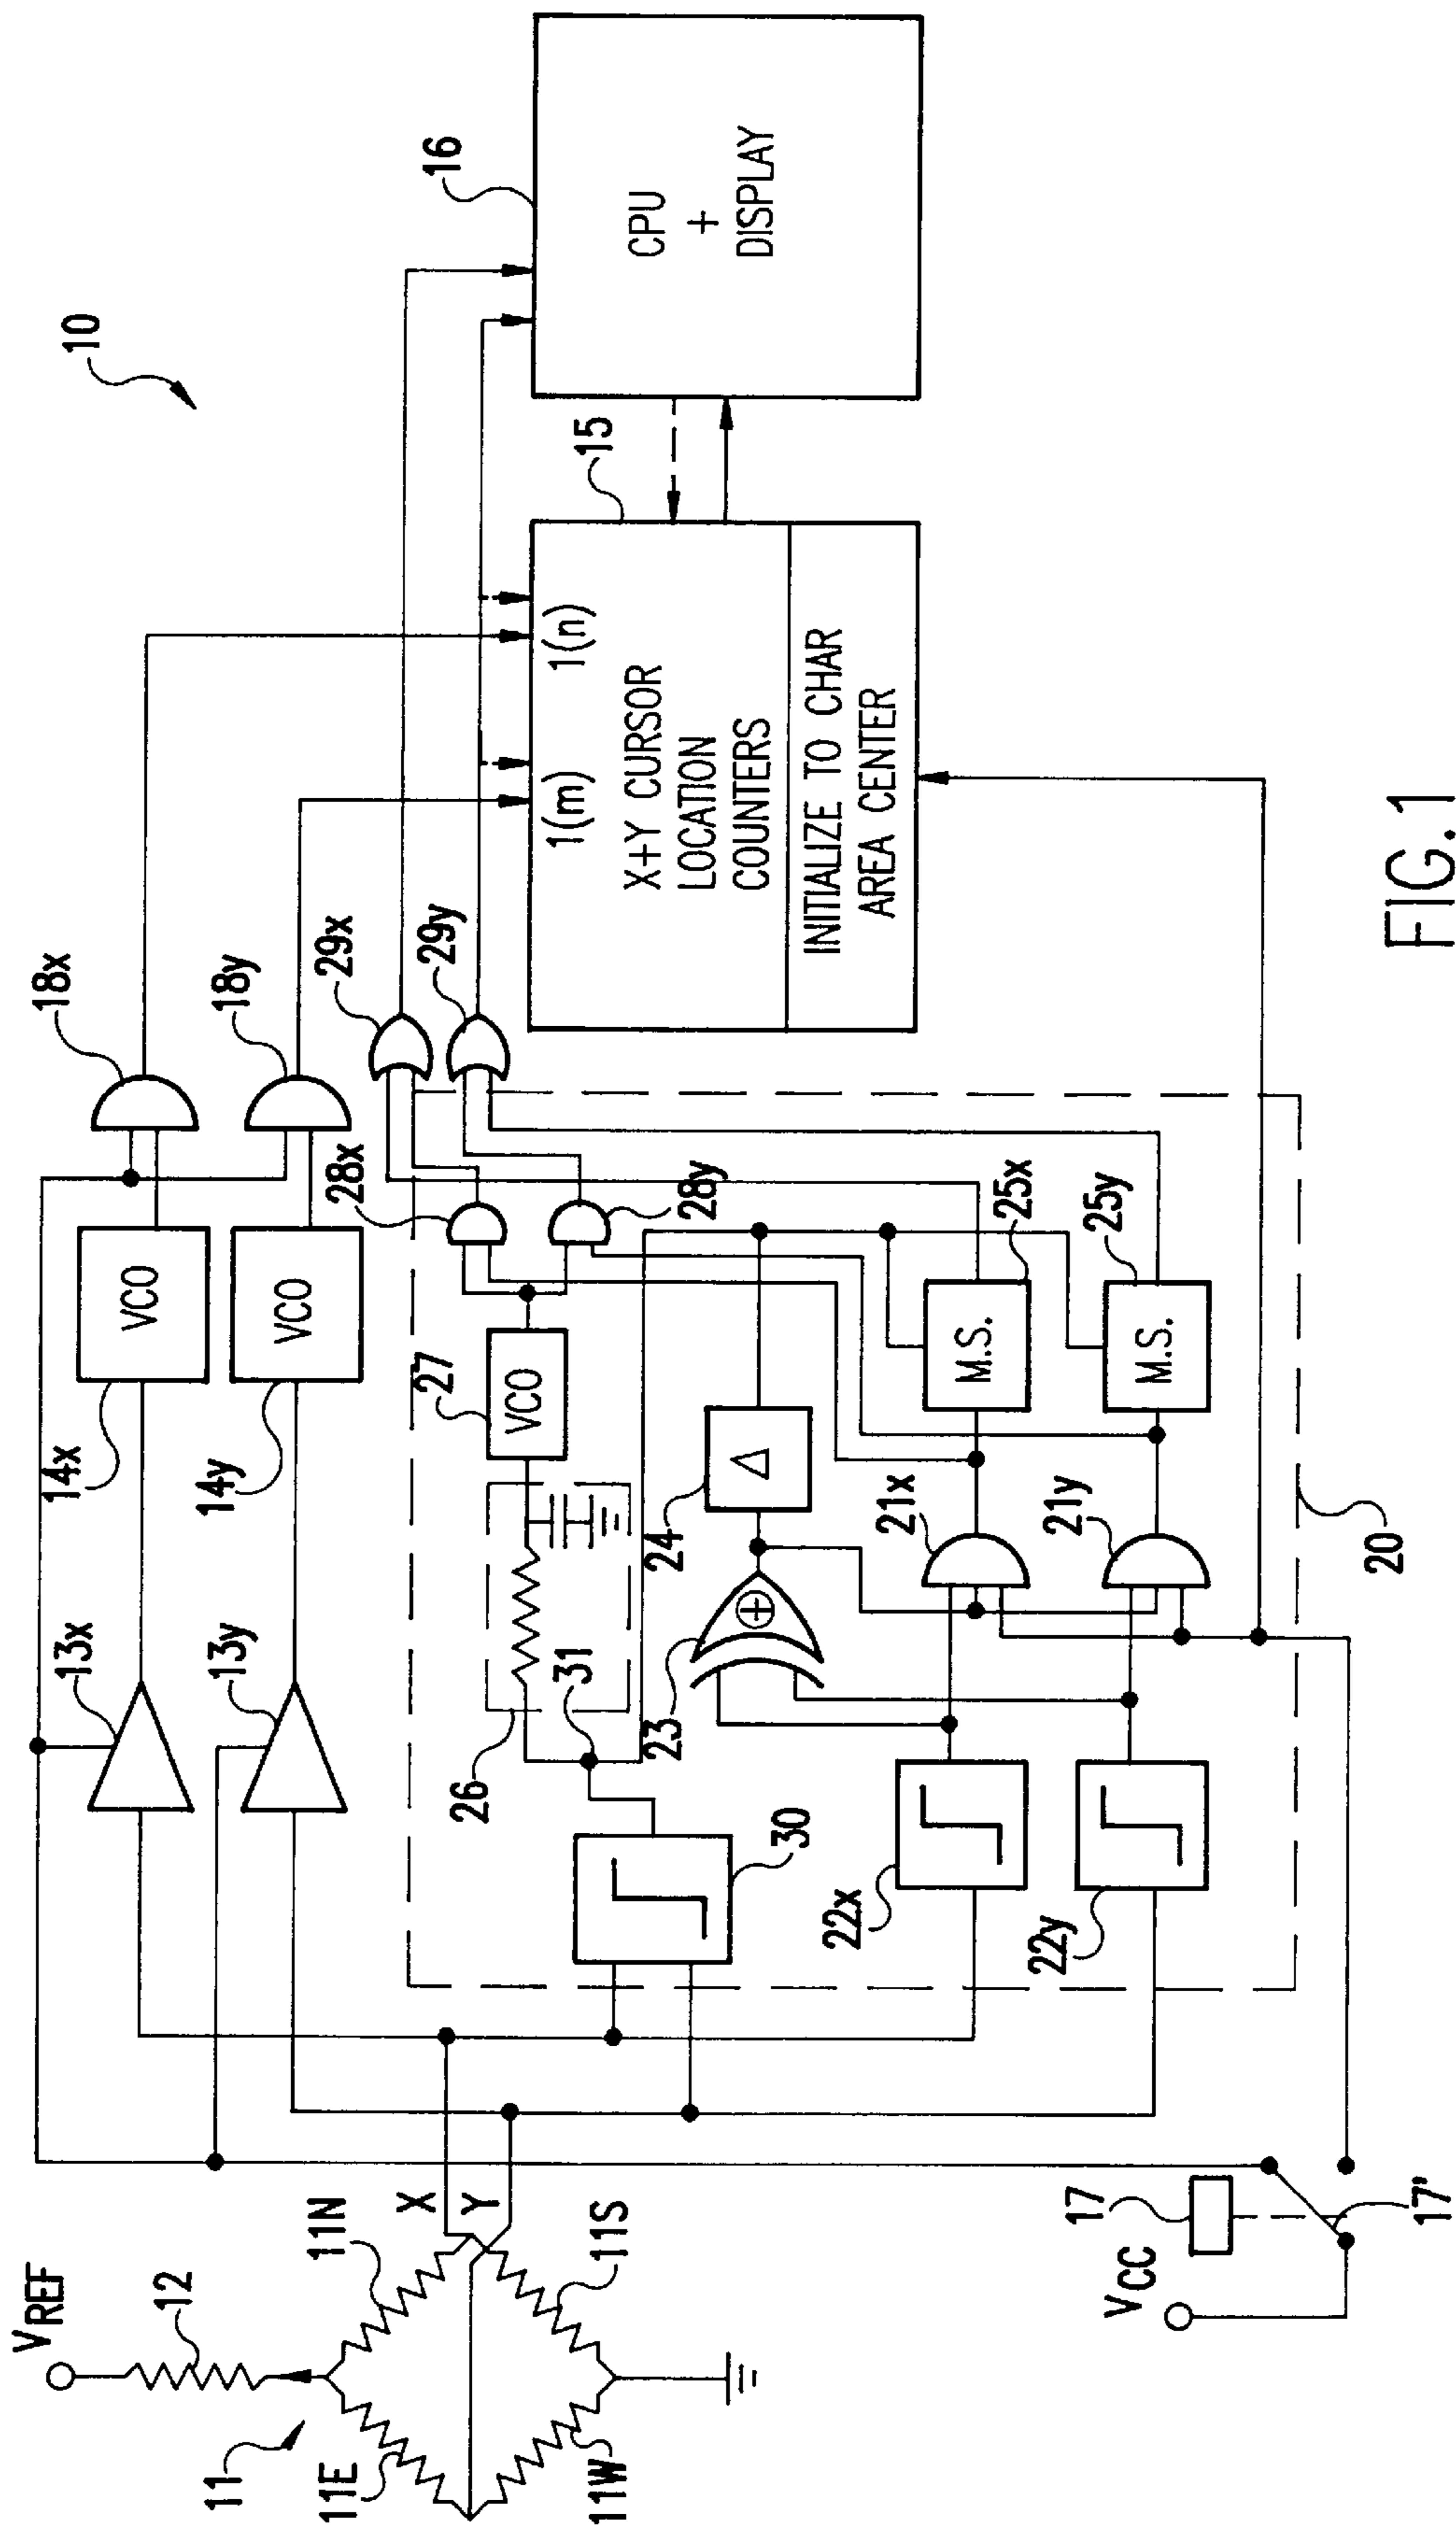 10
V_REF
12
11
11E
11N
11W
11S
X
Y
13x
13y
14x
14y
VCO
VCO
18x
18y
28x
28y
29x
29y
26
31
27
VCO
30
23
24
Δ
⊕
22x
22y
21x
21y
25x
25y
M.S.
M.S.
20
1(m)
1(n)
X+Y CURSOR
LOCATION
COUNTERS
INITIALIZE TO CHAR
AREA CENTER
15
16
CPU
+
DISPLAY
V_CC
17
17'
FIG.1